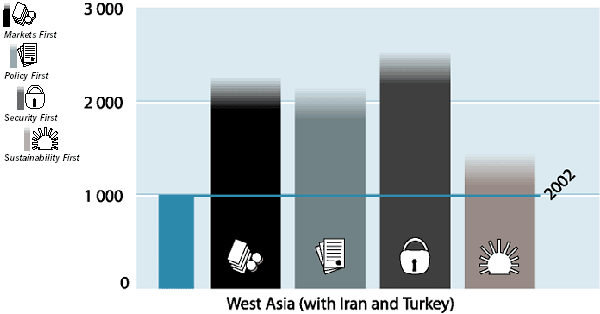 Markets First
Policy First
Security First
Sustainability First
3 000
2 000
1 000
0
2002
West Asia (with Iran and Turkey)